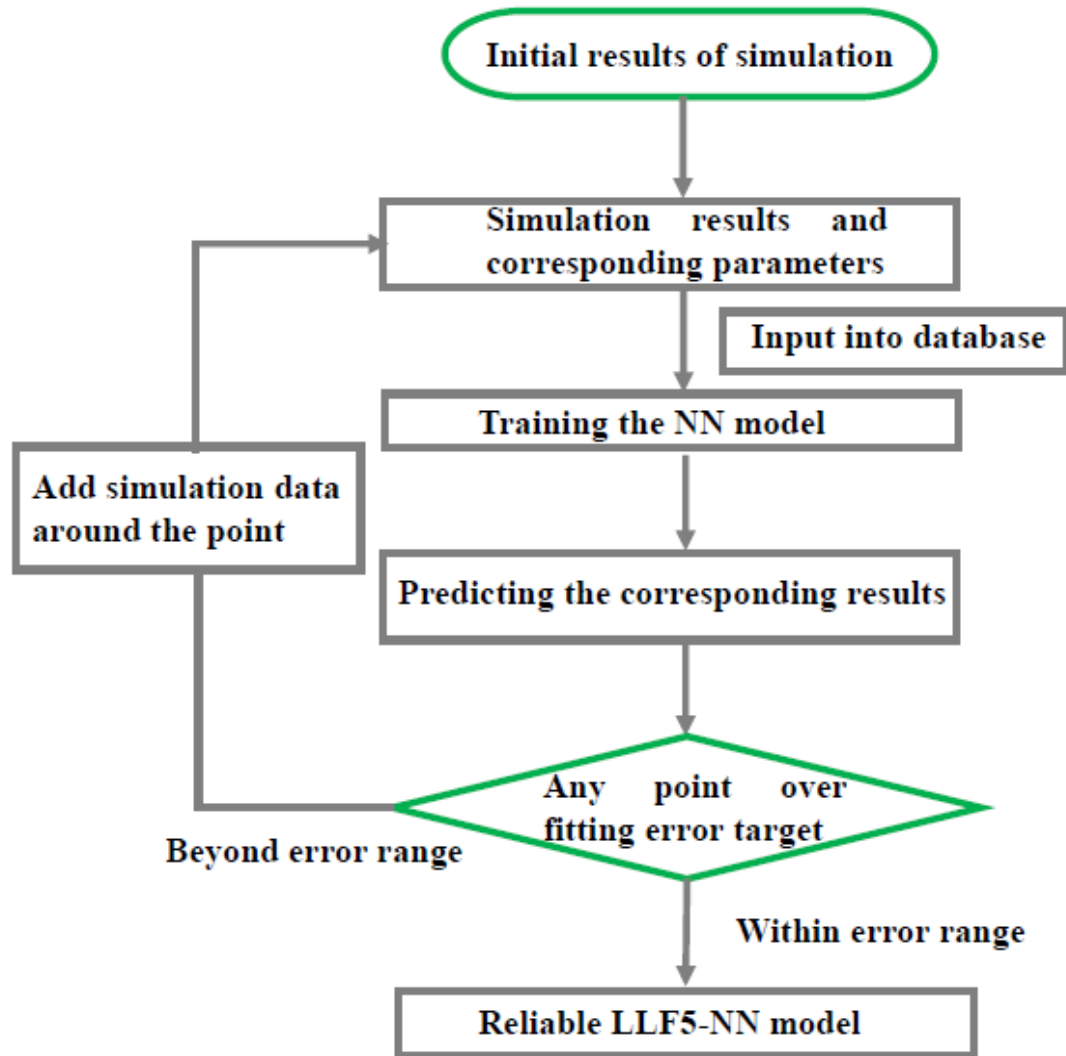 Initial results of simulation
Simulation results and
corresponding parameters
Input into database
Training the NN model
Add simulation data
around the point
Predicting the corresponding results
Any point over
fitting error target
Beyond error range
Within error range
Reliable LLF5-NN model